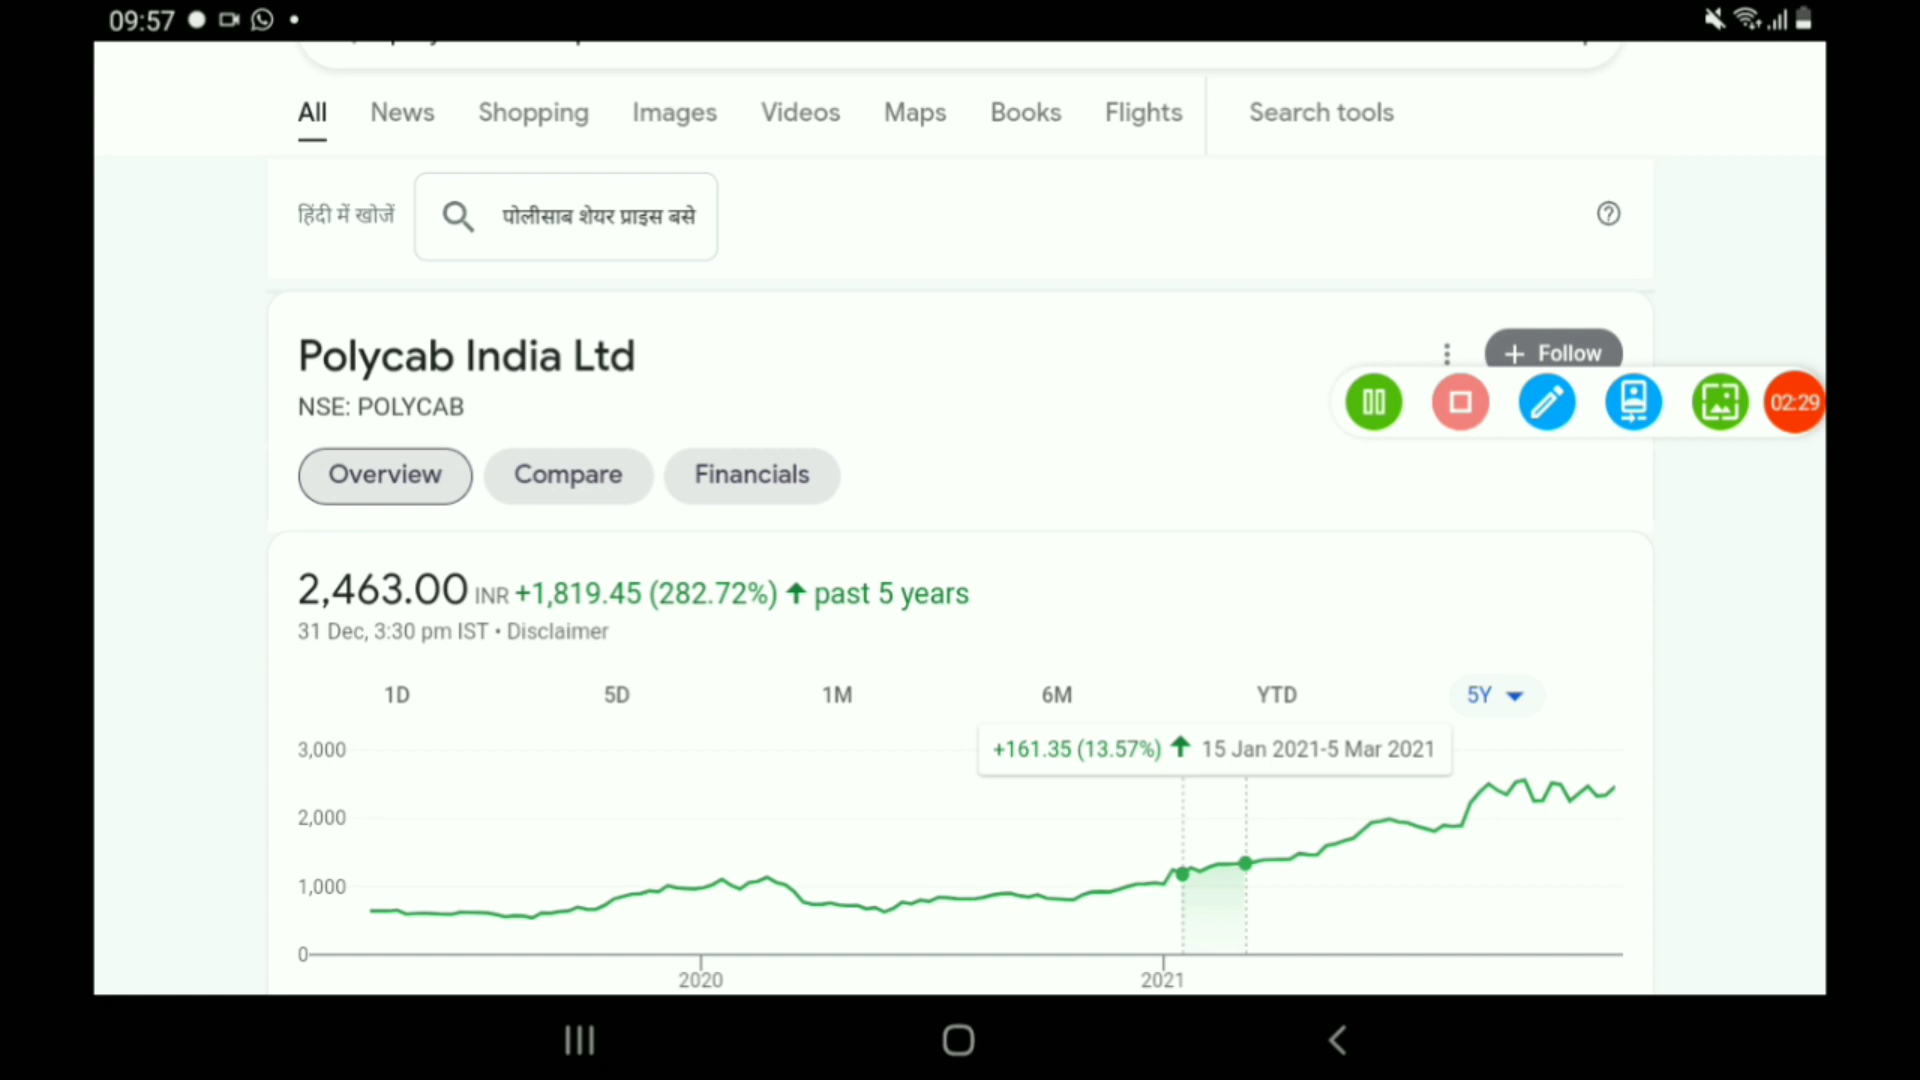 09:57
All News Shopping Images Videos Maps Books Flights Search tools
हिंदी में खोजें पोलीसाब शेयर प्राइस बसे
Polycab India Ltd
+ Follow
NSE: POLYCAB
02:29
Overview Compare Financials
2,463.00 INR +1,819.45 (282.72%) ↑ past 5 years
31 Dec, 3:30 pm IST • Disclaimer
1D 5D 1M 6M YTD 5Y
+161.35 (13.57%) ↑ 15 Jan 2021-5 Mar 2021
3,000
2,000
1,000
0
2020 2021